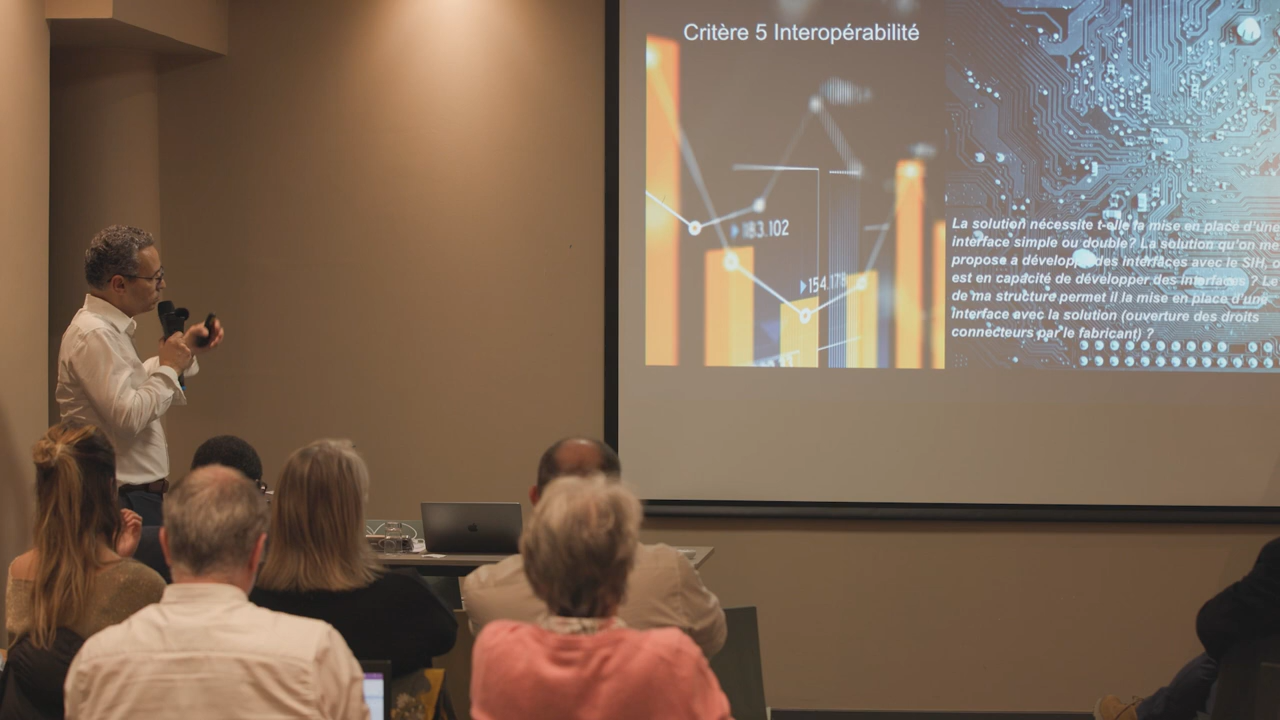 Critère 5 Interopérabilité
193.102
154.178
La solution nécessite t-elle la mise en place d'une
interface simple ou double? La solution qu'on me
propose a développé des interfaces avec le SIH, o
est en capacité de développer des interfaces ? Le
de ma structure permet il la mise en place d'une
interface avec la solution (ouverture des droits
connecteurs par le fabricant) ?